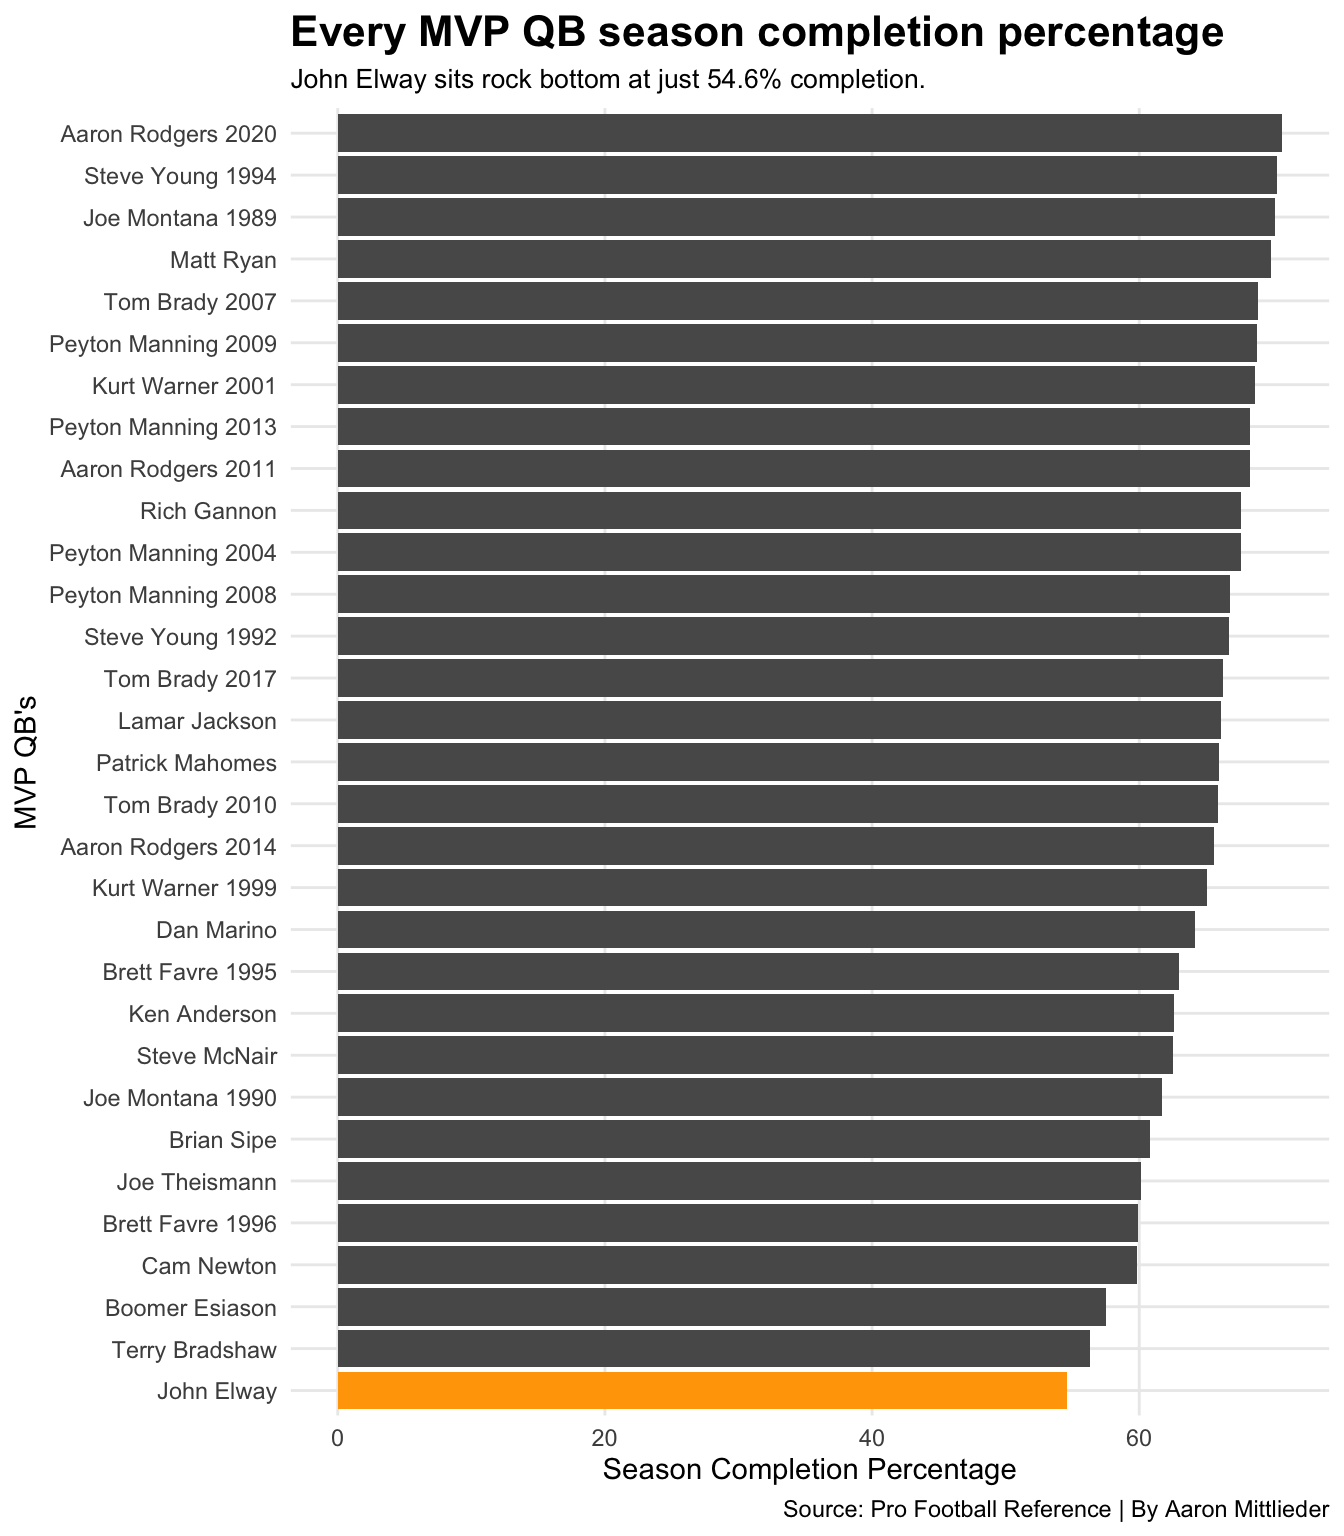 Every MVP QB season completion percentage
John Elway sits rock bottom at just 54.6% completion.
Aaron Rodgers 2020
Steve Young 1994
Joe Montana 1989
Matt Ryan
Tom Brady 2007
Peyton Manning 2009
Kurt Warner 2001
Peyton Manning 2013
Aaron Rodgers 2011
Rich Gannon
Peyton Manning 2004
Peyton Manning 2008
Steve Young 1992
Tom Brady 2017
Lamar Jackson
Patrick Mahomes
Tom Brady 2010
Aaron Rodgers 2014
Kurt Warner 1999
Dan Marino
Brett Favre 1995
Ken Anderson
Steve McNair
Joe Montana 1990
Brian Sipe
Joe Theismann
Brett Favre 1996
Cam Newton
Boomer Esiason
Terry Bradshaw
John Elway
MVP QB's
0 20 40 60
Season Completion Percentage
Source: Pro Football Reference | By Aaron Mittlieder